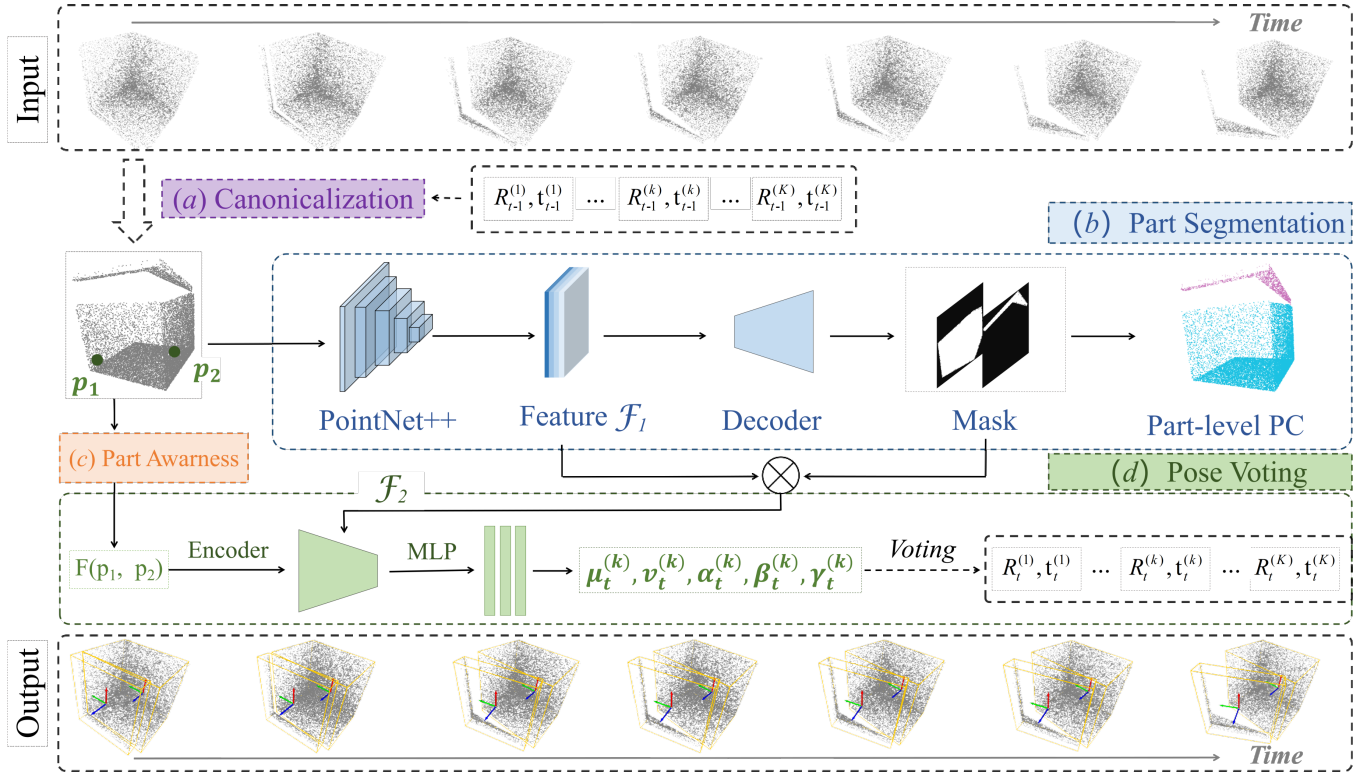 Time
Input
(a) Canonicalization
R_{t-1}^{(1)}, t_{t-1}^{(1)} ... R_{t-1}^{(k)}, t_{t-1}^{(k)} ... R_{t-1}^{(K)}, t_{t-1}^{(K)}
(b) Part Segmentation
p_1
p_2
PointNet++
Feature ℱ_1
Decoder
Mask
Part-level PC
(c) Part Awarness
(d) Pose Voting
ℱ_2
F(p_1, p_2)
Encoder
MLP
μ_t^{(k)}, υ_t^{(k)}, α_t^{(k)}, β_t^{(k)}, γ_t^{(k)}
Voting
R_t^{(1)}, t_t^{(1)} ... R_t^{(k)}, t_t^{(k)} ... R_t^{(K)}, t_t^{(K)}
Output
Time